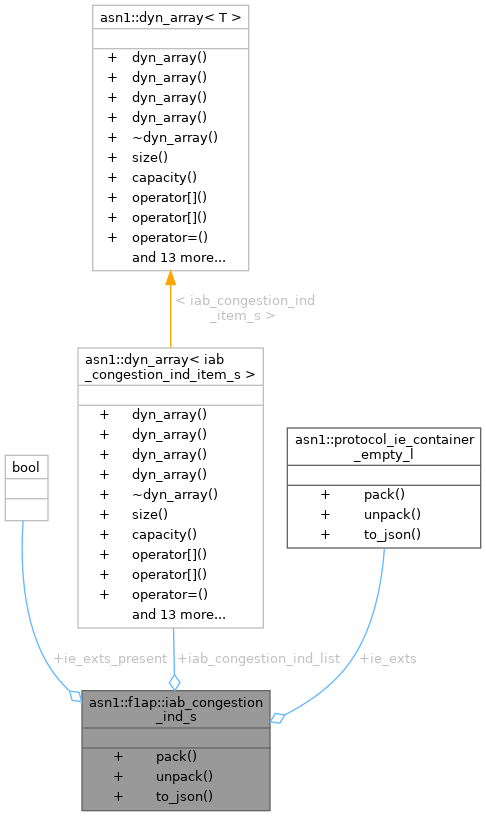 asn1::dyn_array< T >
+ dyn_array()
+ dyn_array()
+ dyn_array()
+ dyn_array()
+ ~dyn_array()
+ size()
+ capacity()
+ operator[]()
+ operator[]()
+ operator=()
and 13 more...
< iab_congestion_ind
_item_s >
asn1::dyn_array< iab
_congestion_ind_item_s >
+ dyn_array()
+ dyn_array()
+ dyn_array()
+ dyn_array()
+ ~dyn_array()
+ size()
+ capacity()
+ operator[]()
+ operator[]()
+ operator=()
and 13 more...
asn1::protocol_ie_container
_empty_l
+ pack()
+ unpack()
+ to_json()
bool
+ie_exts_present
+iab_congestion_ind_list
+ie_exts
asn1::f1ap::iab_congestion
_ind_s
+ pack()
+ unpack()
+ to_json()